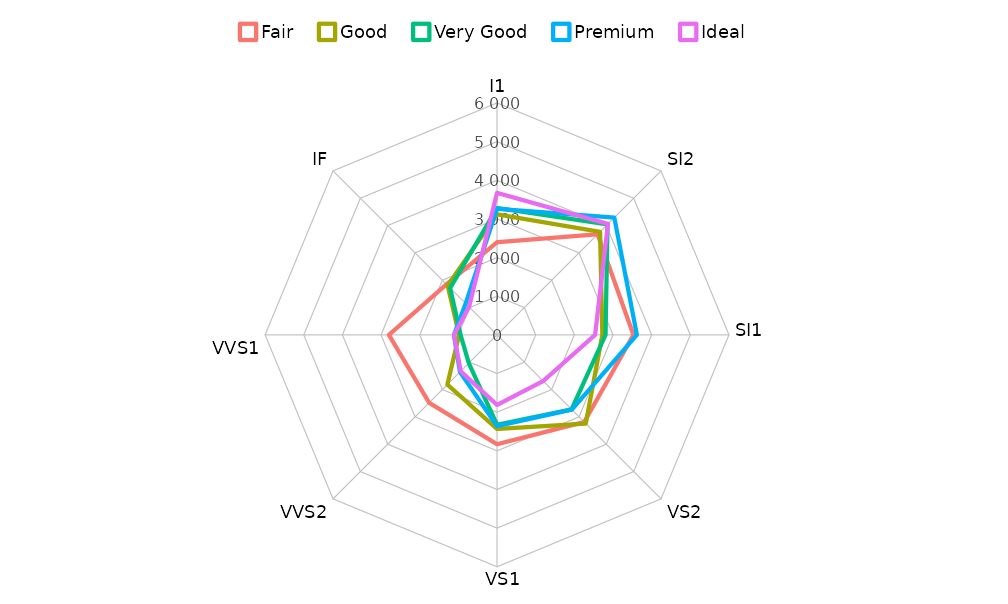 Fair Good Very Good Premium Ideal
I1
6 000
IF SI2
5 000
4 000
3 000
2 000
1 000
VVS1 0 SI1
VVS2 VS2
VS1